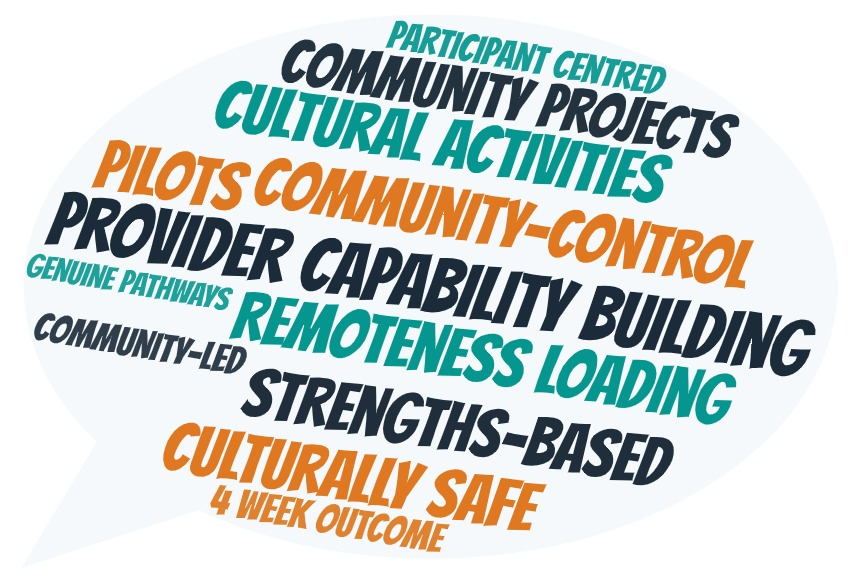 PARTICIPANT CENTRED
COMMUNITY PROJECTS
CULTURAL ACTIVITIES
PILOTS COMMUNITY-CONTROL
PROVIDER CAPABILITY BUILDING
GENUINE PATHWAYS
REMOTENESS LOADING
COMMUNITY-LED
STRENGTHS-BASED
CULTURALLY SAFE
4 WEEK OUTCOME